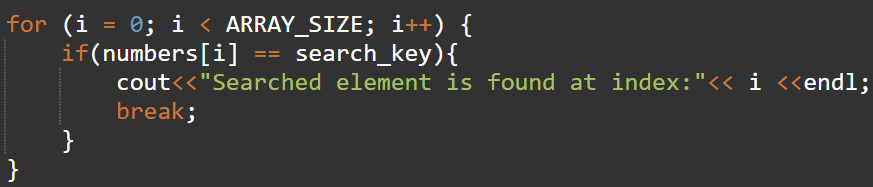 for (i = 0; i < ARRAY_SIZE; i++) {
    if(numbers[i] == search_key){
        cout<<"Searched element is found at index:"<< i <<endl;
        break;
    }
}